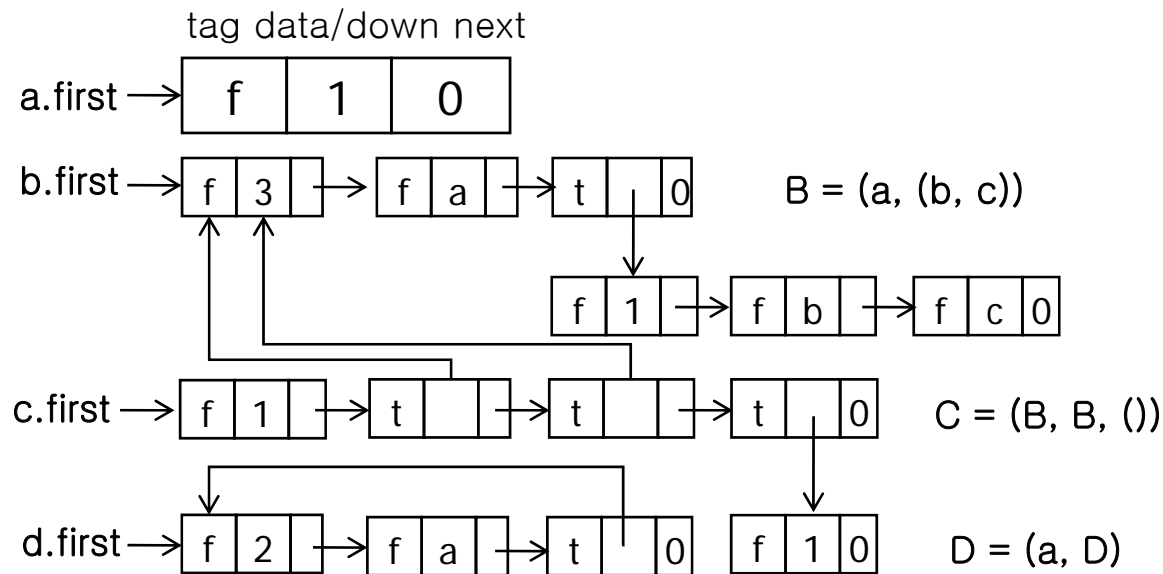 tag data/down next
a.first f 1 0
b.first f 3 f a t 0 B = (a, (b, c))
f 1 f b f c 0
c.first f 1 t t t 0 C = (B, B, ())
d.first f 2 f a t 0 f 1 0 D = (a, D)